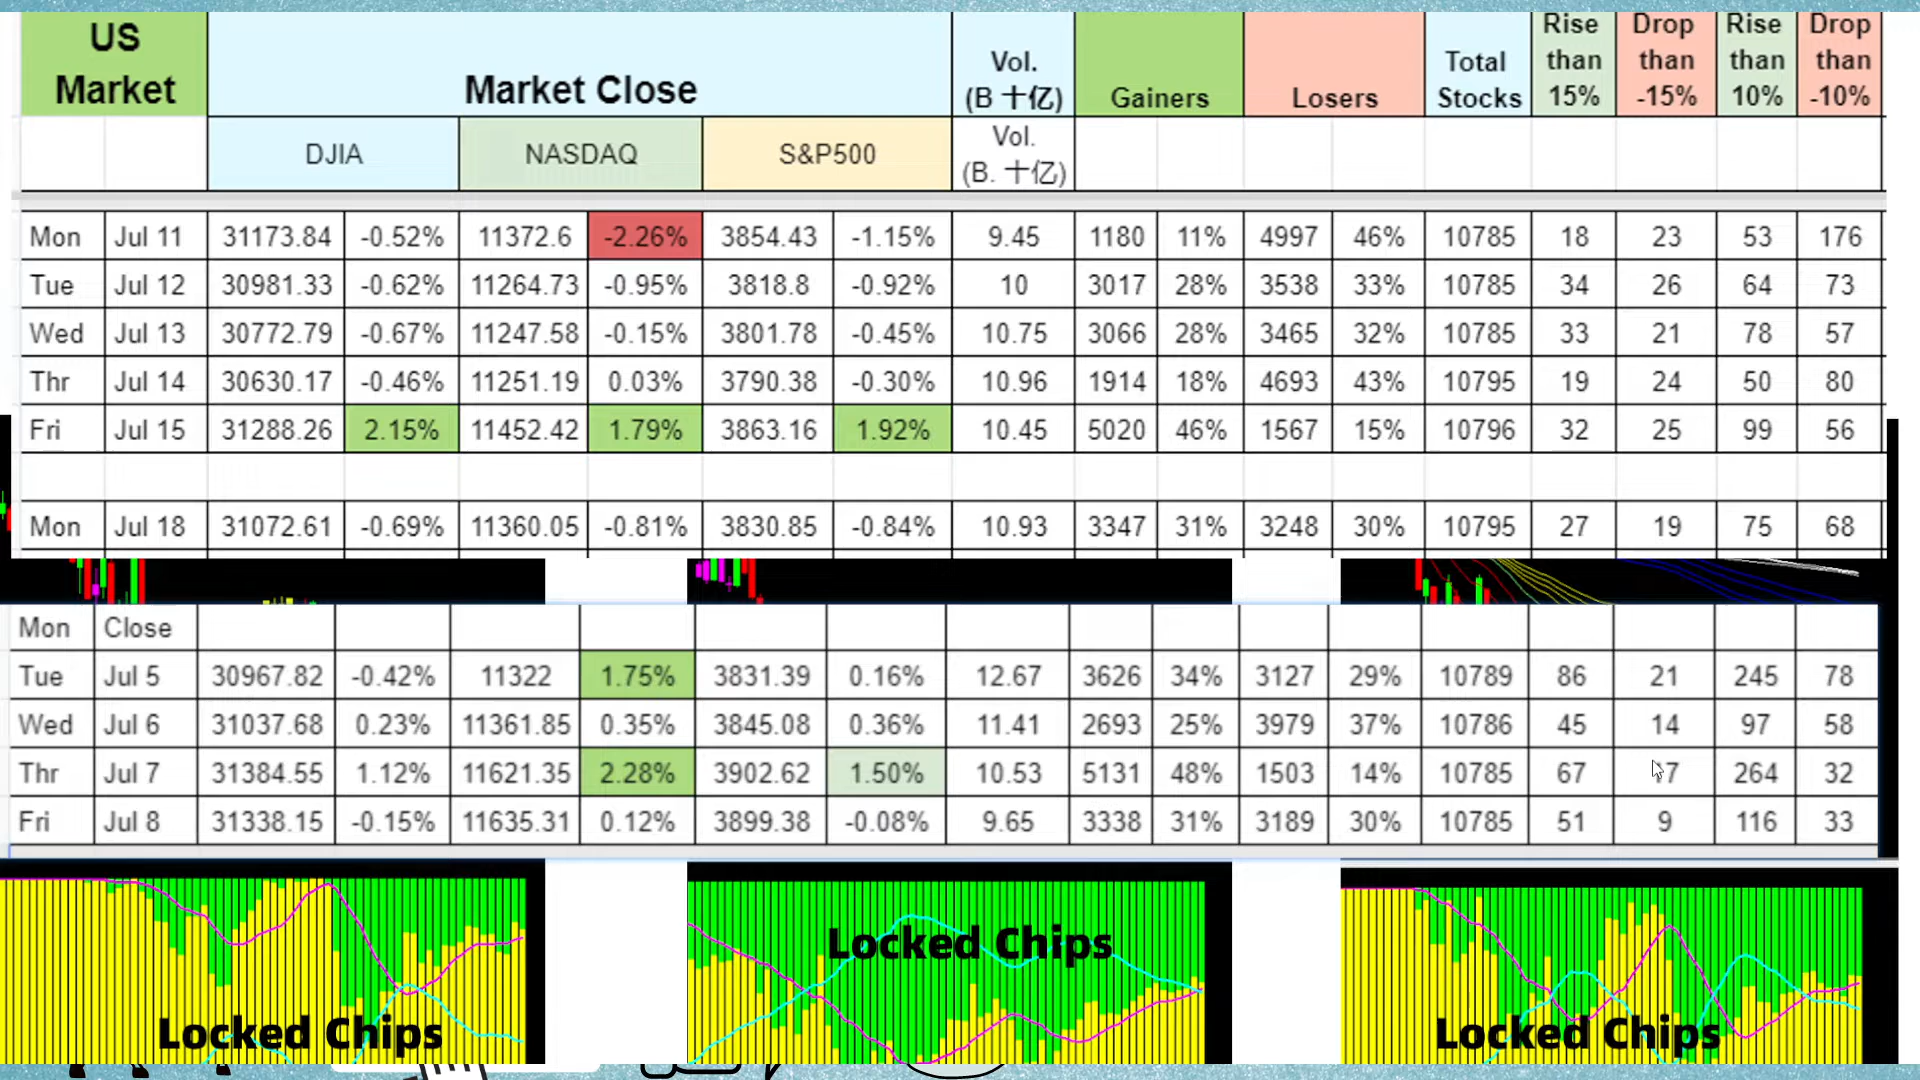 US Market
Market Close
Vol. (B 十亿)
Gainers
Losers
Total Stocks
Rise than 15%
Drop than -15%
Rise than 10%
Drop than -10%
DJIA
NASDAQ
S&P500
Vol. (B. 十亿)
Mon Jul 11 31173.84 -0.52% 11372.6 -2.26% 3854.43 -1.15% 9.45 1180 11% 4997 46% 10785 18 23 53 176
Tue Jul 12 30981.33 -0.62% 11264.73 -0.95% 3818.8 -0.92% 10 3017 28% 3538 33% 10785 34 26 64 73
Wed Jul 13 30772.79 -0.67% 11247.58 -0.15% 3801.78 -0.45% 10.75 3066 28% 3465 32% 10785 33 21 78 57
Thr Jul 14 30630.17 -0.46% 11251.19 0.03% 3790.38 -0.30% 10.96 1914 18% 4693 43% 10795 19 24 50 80
Fri Jul 15 31288.26 2.15% 11452.42 1.79% 3863.16 1.92% 10.45 5020 46% 1567 15% 10796 32 25 99 56
Mon Jul 18 31072.61 -0.69% 11360.05 -0.81% 3830.85 -0.84% 10.93 3347 31% 3248 30% 10795 27 19 75 68
Mon Close
Tue Jul 5 30967.82 -0.42% 11322 1.75% 3831.39 0.16% 12.67 3626 34% 3127 29% 10789 86 21 245 78
Wed Jul 6 31037.68 0.23% 11361.85 0.35% 3845.08 0.36% 11.41 2693 25% 3979 37% 10786 45 14 97 58
Thr Jul 7 31384.55 1.12% 11621.35 2.28% 3902.62 1.50% 10.53 5131 48% 1503 14% 10785 67 264 32
Fri Jul 8 31338.15 -0.15% 11635.31 0.12% 3899.38 -0.08% 9.65 3338 31% 3189 30% 10785 51 9 116 33
Locked Chips
Locked Chips
Locked Chips